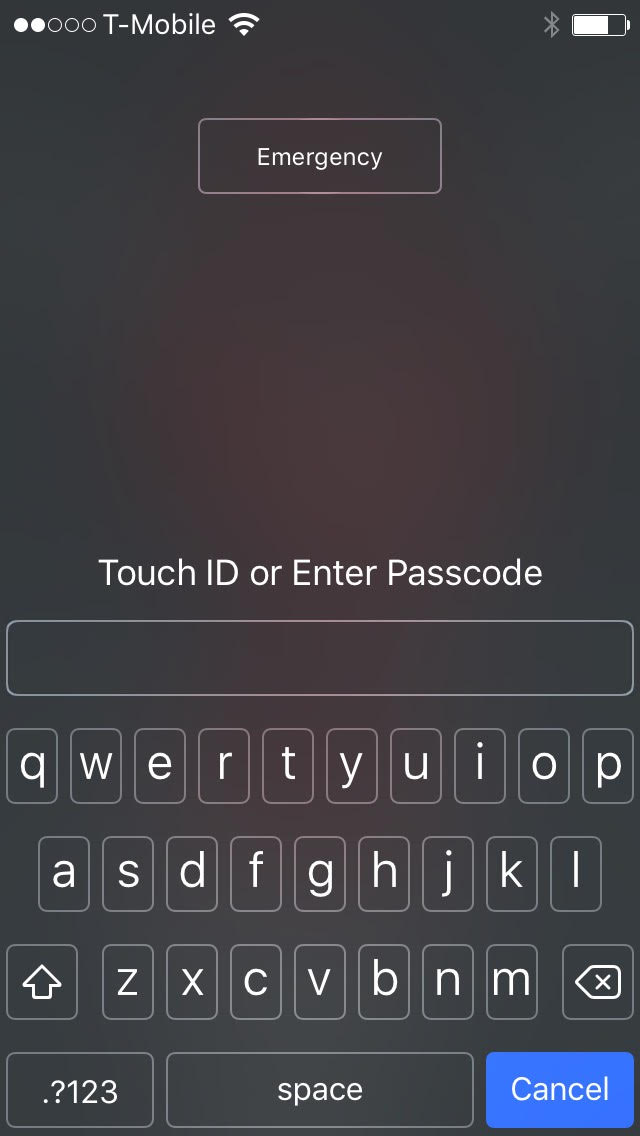 T-Mobile
Emergency
Touch ID or Enter Passcode
q w e r t y u i o p
a s d f g h j k l
z x c v b n m
.?123 space Cancel